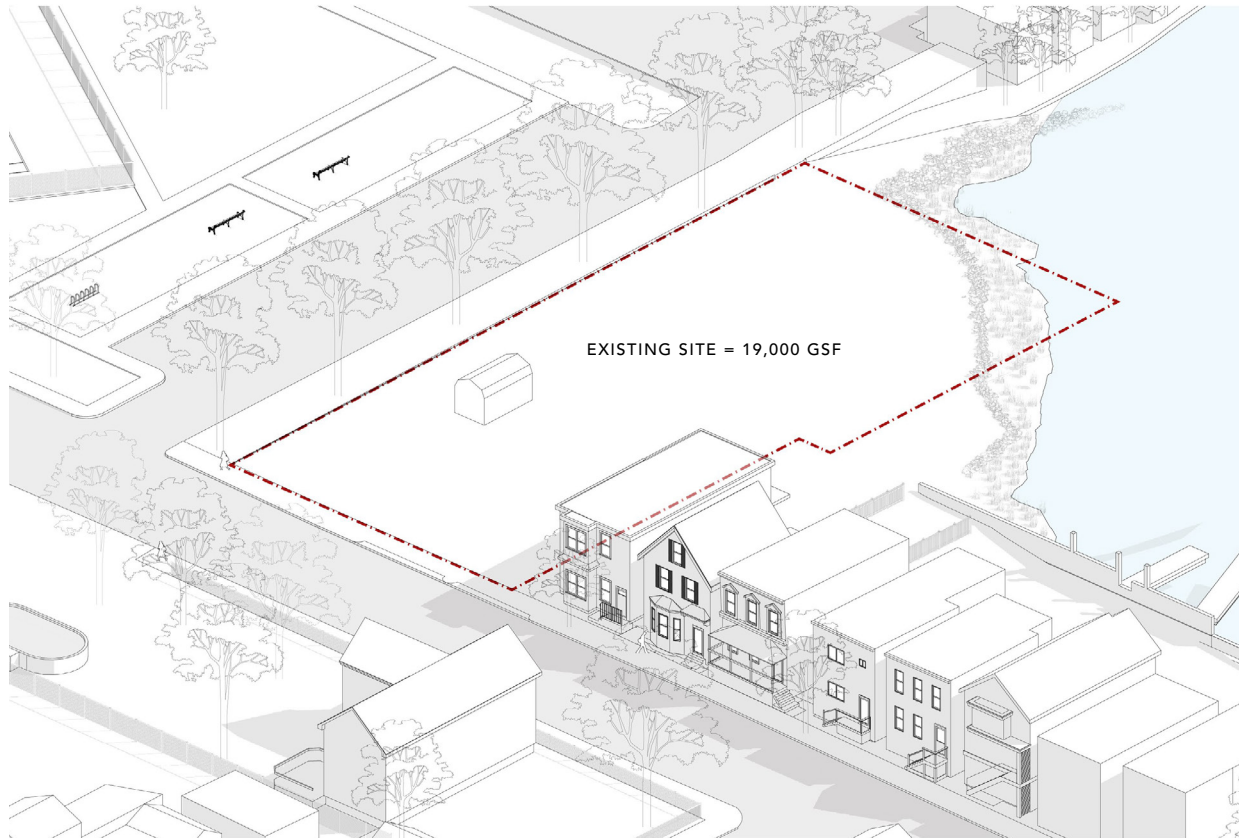 EXISTING SITE = 19,000 GSF